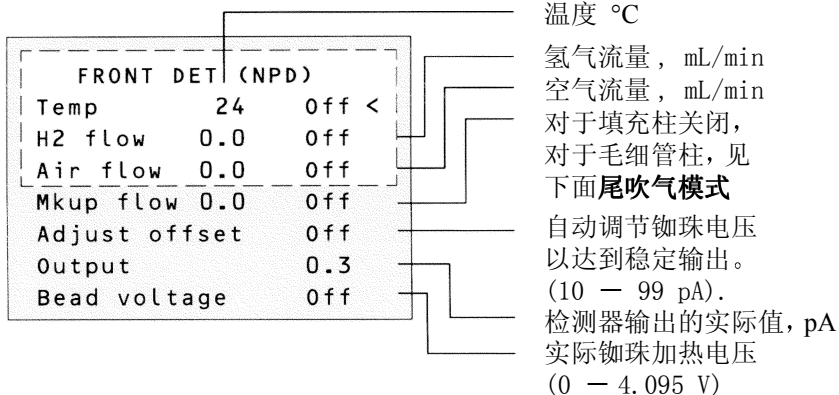 FRONT DET (NPD)
Temp 24 Off <
H2 flow 0.0 Off
Air flow 0.0 Off
Mkup flow 0.0 Off
Adjust offset Off
Output 0.3
Bead voltage Off
温度 °C
氢气流量, mL/min
空气流量, mL/min
对于填充柱关闭,
对于毛细管柱,见
下面尾吹气模式
自动调节铷珠电压
以达到稳定输出。
(10 – 99 pA).
检测器输出的实际值,pA
实际铷珠加热电压
(0 – 4.095 V)